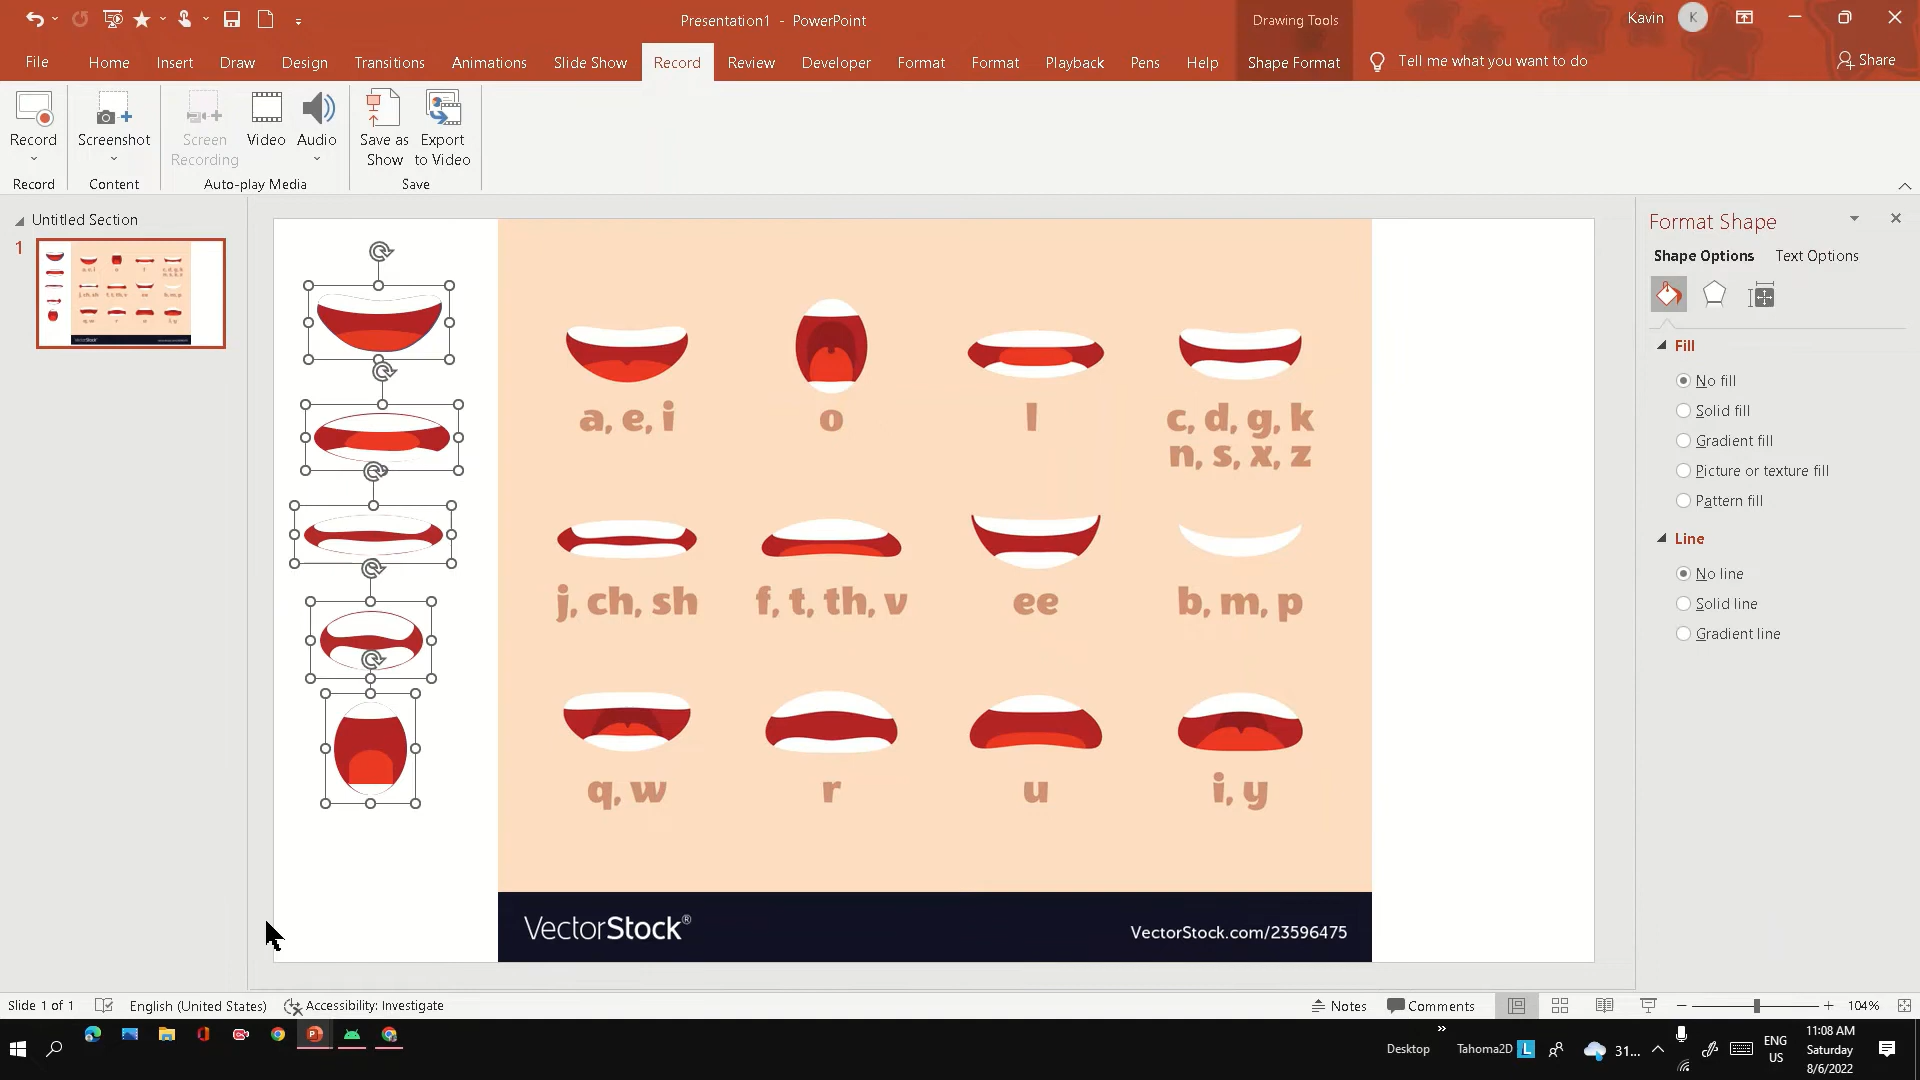 Presentation1 - PowerPoint
Drawing Tools
Kavin
K
File
Home
Insert
Draw
Design
Transitions
Animations
Slide Show
Record
Review
Developer
Format
Format
Playback
Pens
Help
Shape Format
Tell me what you want to do
Share
Record
Screenshot
Screen
Recording
Video
Audio
Save as
Show
Export
to Video
Record
Content
Auto-play Media
Save
Untitled Section
1
a, e, i
o
l
c, d, g, k
n, s, x, z
j, ch, sh
f, t, th, v
ee
b, m, p
q, w
r
u
i, y
VectorStock®
VectorStock.com/23596475
Format Shape
Shape Options
Text Options
Fill
No fill
Solid fill
Gradient fill
Picture or texture fill
Pattern fill
Line
No line
Solid line
Gradient line
Slide 1 of 1
English (United States)
Accessibility: Investigate
Notes
Comments
104%
Desktop
Tahoma2D
L
31...
ENG
US
11:08 AM
Saturday
8/6/2022